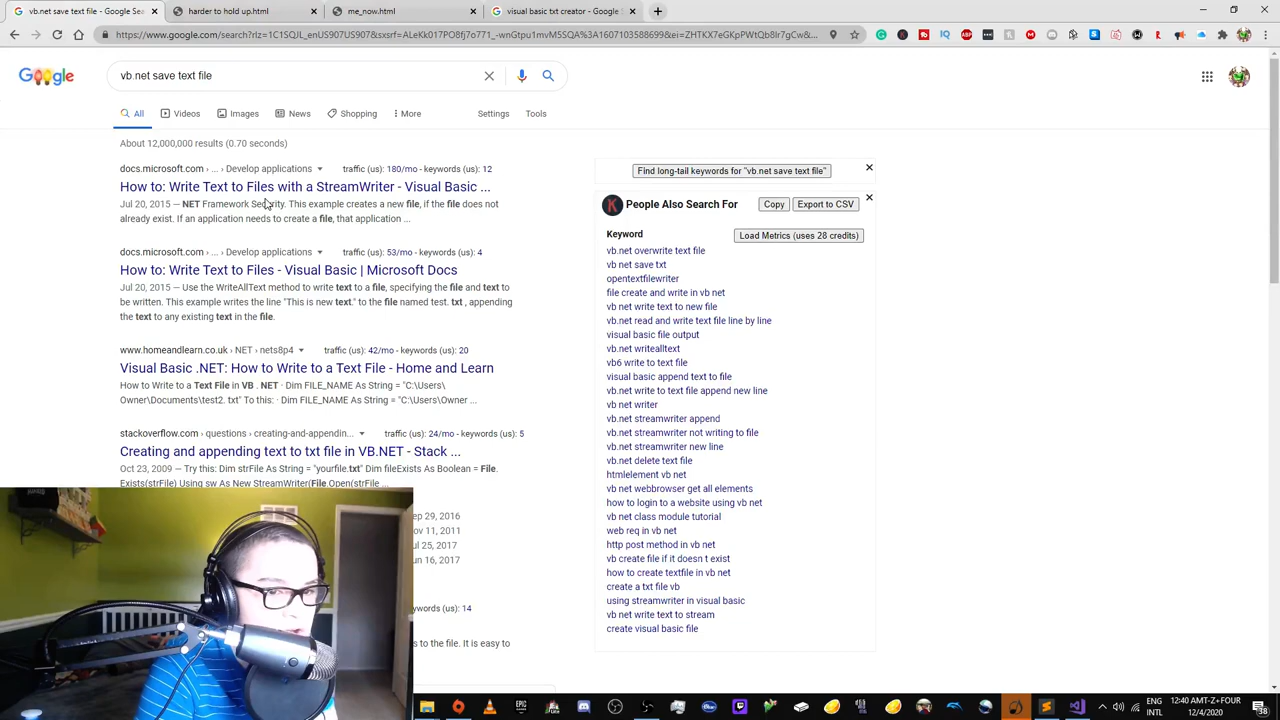 vb.net save text file - Google Se
harder to hold.html
me_now.html
visual basic txt creator - Google S
https://www.google.com/search?rlz=1C1SQJL_enUS907US907&sxsrf=ALeKk017PO8fj7o771_-wnGtpu1mvM5SQA%3A1607103588699&ei=ZHTKX7eGKpPWtQb8lr7gCw&...
Google
vb.net save text file
All
Videos
Images
News
Shopping
More
Settings
Tools
About 12,000,000 results (0.70 seconds)
docs.microsoft.com › ... › Develop applications traffic (us): 180/mo - keywords (us): 12
How to: Write Text to Files with a StreamWriter - Visual Basic ...
Jul 20, 2015 — NET Framework Security. This example creates a new file, if the file does not
already exist. If an application needs to create a file, that application ...
docs.microsoft.com › ... › Develop applications traffic (us): 53/mo - keywords (us): 4
How to: Write Text to Files - Visual Basic | Microsoft Docs
Jul 20, 2015 — Use the WriteAllText method to write text to a file, specifying the file and text to
be written. This example writes the line "This is new text." to the file named test. txt , appending
the text to any existing text in the file.
www.homeandlearn.co.uk › NET › nets8p4 traffic (us): 42/mo - keywords (us): 20
Visual Basic .NET: How to Write to a Text File - Home and Learn
How to Write to a Text File in VB . NET · Dim FILE_NAME As String = "C:\Users\
Owner\Documents\test2. txt" To this: · Dim FILE_NAME As String = "C:\Users\Owner ...
stackoverflow.com › questions › creating-and-appendin... traffic (us): 24/mo - keywords (us): 5
Creating and appending text to txt file in VB.NET - Stack ...
Oct 23, 2009 — Try this: Dim strFile As String = "yourfile.txt" Dim fileExists As Boolean = File.
Exists(strFile) Using sw As New StreamWriter(File.Open(strFile ...
ep 29, 2016
ov 11, 2011
ul 25, 2017
un 16, 2017
eywords (us): 14
s to the file. It is easy to
Find long-tail keywords for "vb.net save text file"
People Also Search For
Copy
Export to CSV
Keyword
Load Metrics (uses 28 credits)
vb.net overwrite text file
vb net save txt
opentextfilewriter
file create and write in vb net
vb net write text to new file
vb.net read and write text file line by line
visual basic file output
vb.net writealltext
vb6 write to text file
visual basic append text to file
vb.net write to text file append new line
vb net writer
vb.net streamwriter append
vb.net streamwriter not writing to file
vb.net streamwriter new line
vb.net delete text file
htmlelement vb net
vb net webbrowser get all elements
how to login to a website using vb net
vb net class module tutorial
web req in vb net
http post method in vb net
vb create file if it doesn t exist
how to create textfile in vb net
create a txt file vb
using streamwriter in visual basic
vb net write text to stream
create visual basic file
ENG
INTL
12:40 AMT-Z+FOUR
12/4/2020
38